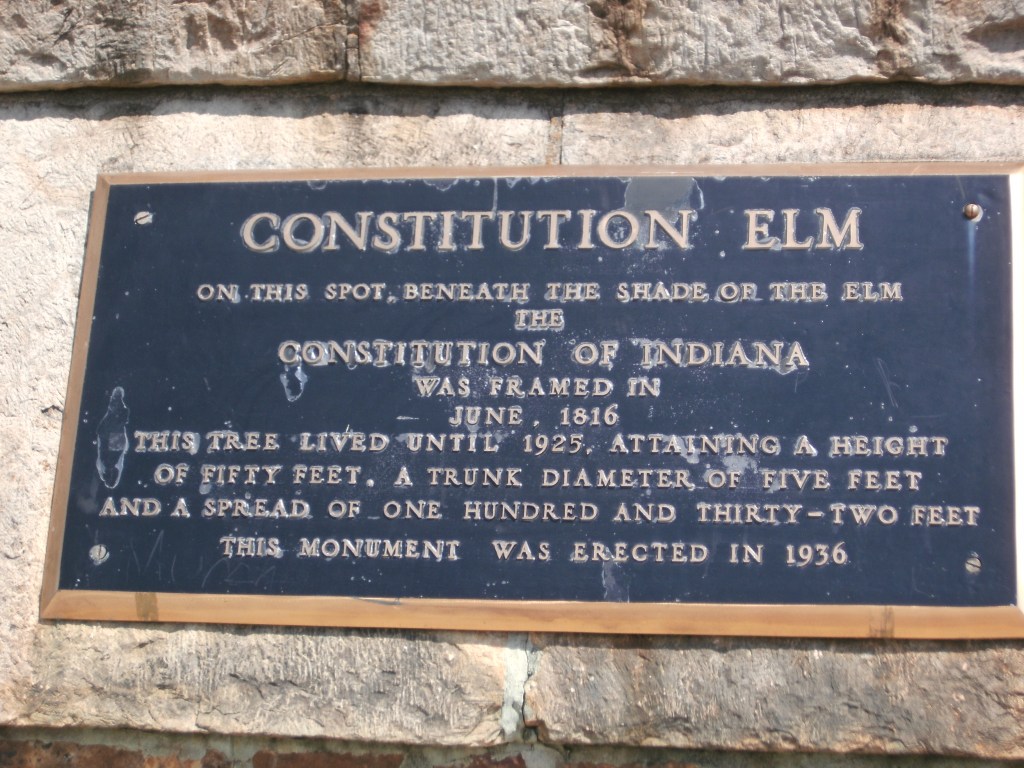 CONSTITUTION ELM
ON THIS SPOT, BENEATH THE SHADE OF THE ELM
THE
CONSTITUTION OF INDIANA
WAS FRAMED IN
JUNE, 1816
THIS TREE LIVED UNTIL 1925, ATTAINING A HEIGHT
OF FIFTY FEET, A TRUNK DIAMETER OF FIVE FEET
AND A SPREAD OF ONE HUNDRED AND THIRTY-TWO FEET
THIS MONUMENT WAS ERECTED IN 1936